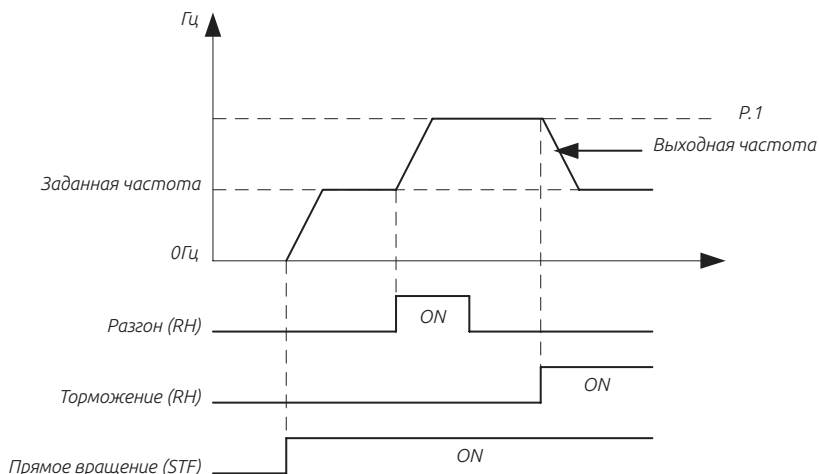 Гц
P.1
Выходная частота
Заданная частота
0Гц
Разгон (RH)
ON
Торможение (RH)
ON
Прямое вращение (STF)
ON